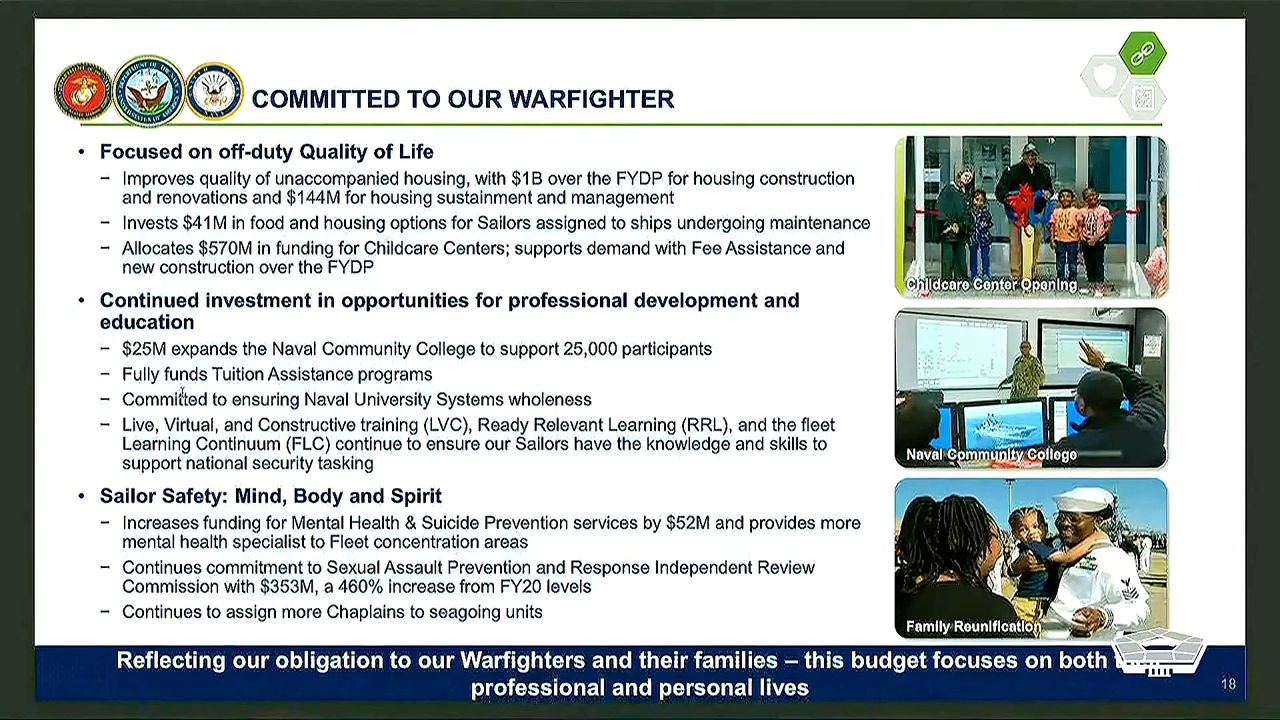 COMMITTED TO OUR WARFIGHTER
• Focused on off-duty Quality of Life
– Improves quality of unaccompanied housing, with $1B over the FYDP for housing construction
and renovations and $144M for housing sustainment and management
– Invests $41M in food and housing options for Sailors assigned to ships undergoing maintenance
– Allocates $570M in funding for Childcare Centers; supports demand with Fee Assistance and
new construction over the FYDP
• Continued investment in opportunities for professional development and
education
– $25M expands the Naval Community College to support 25,000 participants
– Fully funds Tuition Assistance programs
– Committed to ensuring Naval University Systems wholeness
– Live, Virtual, and Constructive training (LVC), Ready Relevant Learning (RRL), and the fleet
Learning Continuum (FLC) continue to ensure our Sailors have the knowledge and skills to
support national security tasking
• Sailor Safety: Mind, Body and Spirit
– Increases funding for Mental Health & Suicide Prevention services by $52M and provides more
mental health specialist to Fleet concentration areas
– Continues commitment to Sexual Assault Prevention and Response Independent Review
Commission with $353M, a 460% increase from FY20 levels
– Continues to assign more Chaplains to seagoing units
Childcare Center Opening
Naval Community College
Family Reunification
Reflecting our obligation to our Warfighters and their families – this budget focuses on both
professional and personal lives
18